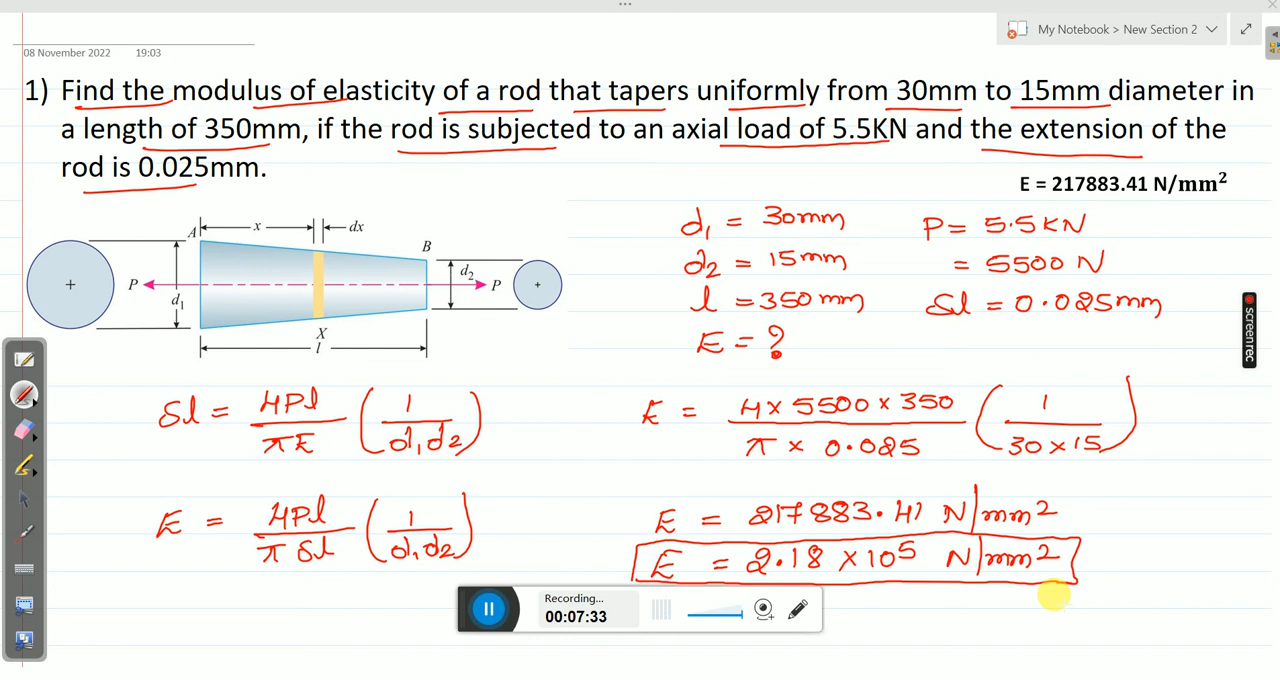 My Notebook > New Section 2
08 November 2022 19:03
1) Find the modulus of elasticity of a rod that tapers uniformly from 30mm to 15mm diameter in
a length of 350mm, if the rod is subjected to an axial load of 5.5KN and the extension of the
rod is 0.025mm.
E = 217883.41 N/mm²
A x dx B
P d₁ d₂ P
X
l
d₁ = 30mm
d₂ = 15mm
l = 350mm
E = ?
P = 5.5KN
= 5500 N
δl = 0.025mm
δl = 4Pl / πE (1 / d₁d₂)
E = 4Pl / π δl (1 / d₁d₂)
E = 4 × 5500 × 350 / π × 0.025 (1 / 30 × 15)
E = 217883.41 N/mm²
E = 2.18 × 10⁵ N/mm²
Recording...
00:07:33
screenrec